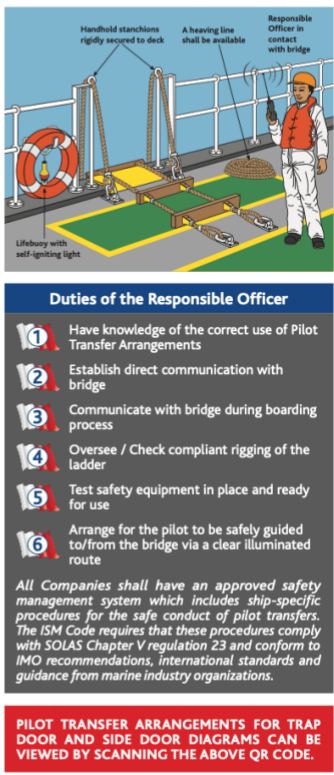 Handhold stanchions
rigidly secured to deck
A heaving line
shall be available
Responsible
Officer in
contact
with bridge
Lifebuoy with
self-igniting light
Duties of the Responsible Officer
1
Have knowledge of the correct use of Pilot
Transfer Arrangements
2
Establish direct communication with
bridge
3
Communicate with bridge during boarding
process
4
Oversee / Check compliant rigging of the
ladder
5
Test safety equipment in place and ready
for use
6
Arrange for the pilot to be safely guided
to/from the bridge via a clear illuminated
route
All Companies shall have an approved safety
management system which includes ship-specific
procedures for the safe conduct of pilot transfers.
The ISM Code requires that these procedures comply
with SOLAS Chapter V regulation 23 and conform to
IMO recommendations, international standards and
guidance from marine industry organizations.
PILOT TRANSFER ARRANGEMENTS FOR TRAP
DOOR AND SIDE DOOR DIAGRAMS CAN BE
VIEWED BY SCANNING THE ABOVE QR CODE.